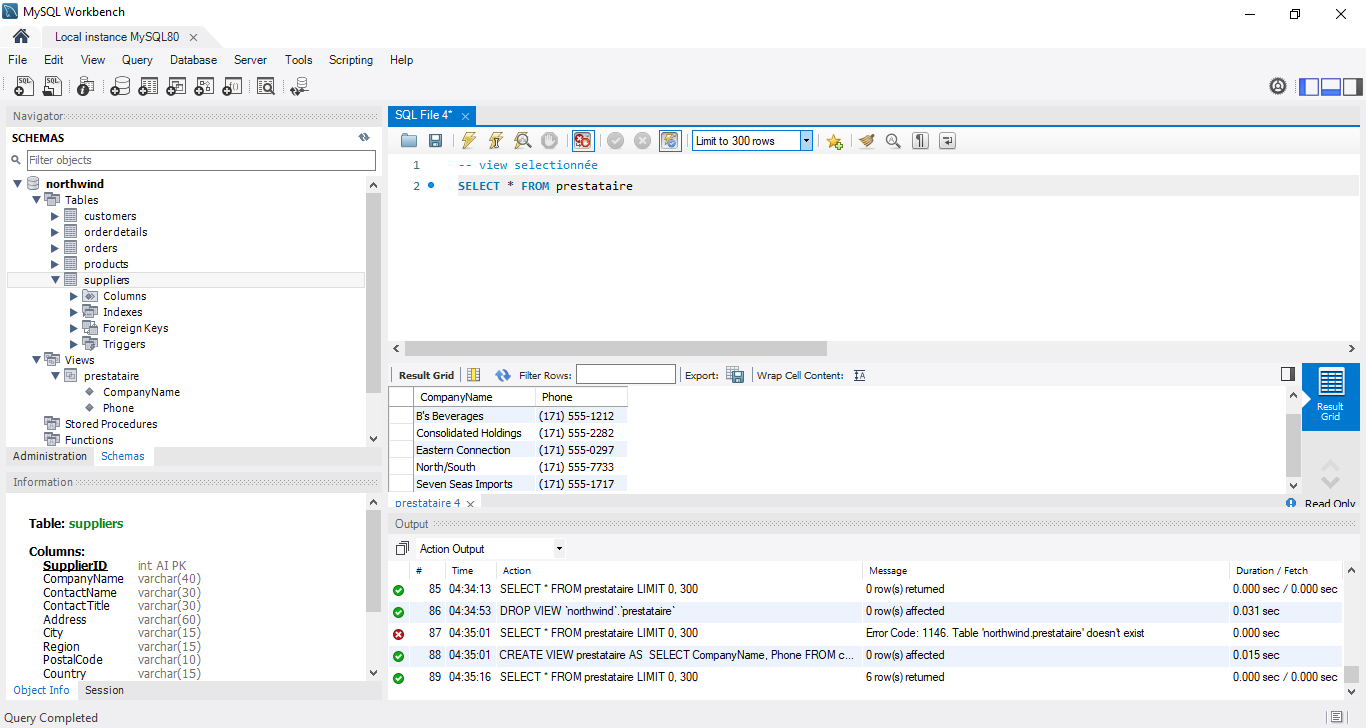 MySQL Workbench
Local instance MySQL80
File Edit View Query Database Server Tools Scripting Help
Navigator
SCHEMAS
Filter objects
northwind
Tables
customers
orderdetails
orders
products
suppliers
Columns
Indexes
Foreign Keys
Triggers
Views
prestataire
CompanyName
Phone
Stored Procedures
Functions
Administration Schemas
Information
Table: suppliers
Columns:
SupplierID int AI PK
CompanyName varchar(40)
ContactName varchar(30)
ContactTitle varchar(30)
Address varchar(60)
City varchar(15)
Region varchar(15)
PostalCode varchar(10)
Country varchar(15)
Object Info Session
Query Completed
SQL File 4*
Limit to 300 rows
1 -- view selectionnée
2 SELECT * FROM prestataire
Result Grid Filter Rows: Export: Wrap Cell Content:
CompanyName Phone
B's Beverages (171) 555-1212
Consolidated Holdings (171) 555-2282
Eastern Connection (171) 555-0297
North/South (171) 555-7733
Seven Seas Imports (171) 555-1717
Result
Grid
prestataire 4
Read Only
Output
Action Output
# Time Action Message Duration / Fetch
85 04:34:13 SELECT * FROM prestataire LIMIT 0, 300 0 row(s) returned 0.000 sec / 0.000 sec
86 04:34:53 DROP VIEW `northwind`.`prestataire` 0 row(s) affected 0.031 sec
87 04:35:01 SELECT * FROM prestataire LIMIT 0, 300 Error Code: 1146. Table 'northwind.prestataire' doesn't exist 0.000 sec
88 04:35:01 CREATE VIEW prestataire AS SELECT CompanyName, Phone FROM c... 0 row(s) affected 0.015 sec
89 04:35:16 SELECT * FROM prestataire LIMIT 0, 300 6 row(s) returned 0.000 sec / 0.000 sec